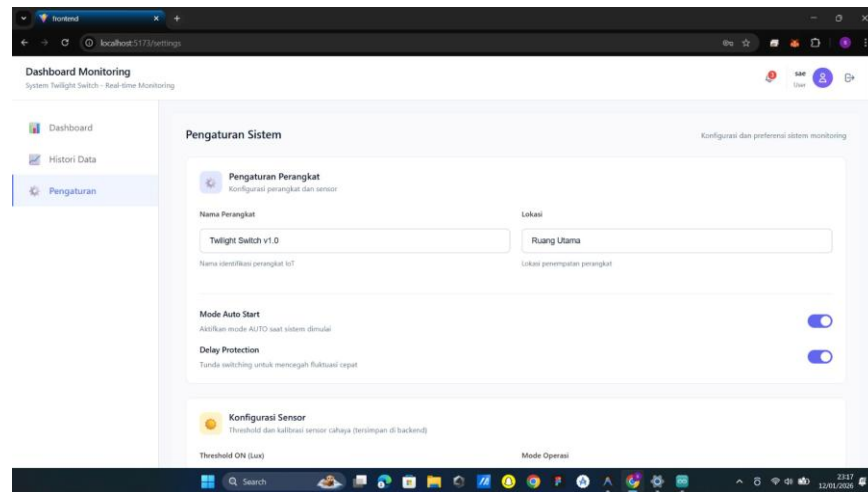 frontend
localhost:5173/settings
Dashboard Monitoring
System Twilight Switch - Real-time Monitoring
sae
User
Dashboard
Histori Data
Pengaturan
Pengaturan Sistem
Konfigurasi dan preferensi sistem monitoring
Pengaturan Perangkat
Konfigurasi perangkat dan sensor
Nama Perangkat
Lokasi
Twilight Switch v1.0
Ruang Utama
Nama identifikasi perangkat IoT
Lokasi penempatan perangkat
Mode Auto Start
Aktifkan mode AUTO saat sistem dimulai
Delay Protection
Tunda switching untuk mencegah fluktuasi cepat
Konfigurasi Sensor
Threshold dan kalibrasi sensor cahaya (tersimpan di backend)
Threshold ON (Lux)
Mode Operasi
Search
23:17
12/01/2026